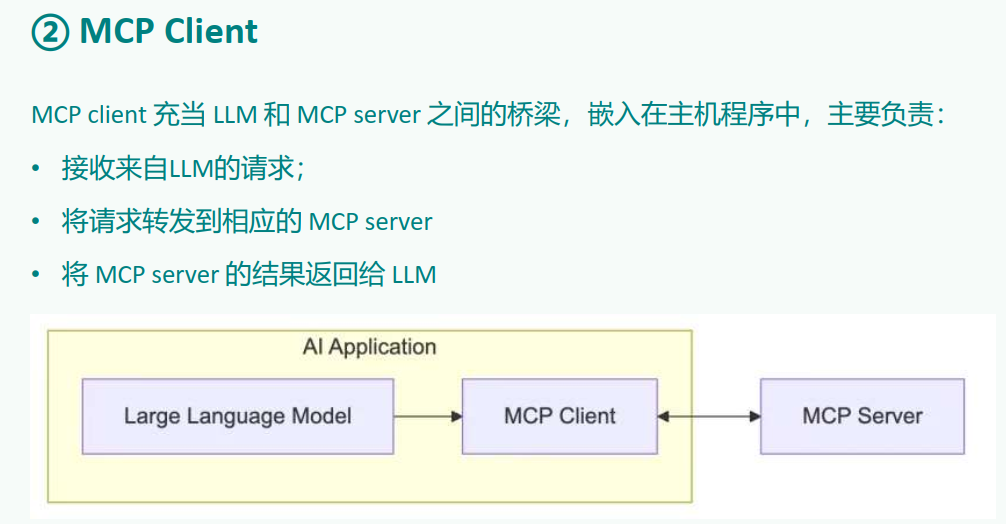 ② MCP Client
MCP client 充当 LLM 和 MCP server 之间的桥梁，嵌入在主机程序中，主要负责：
• 接收来自LLM的请求；
• 将请求转发到相应的 MCP server
• 将 MCP server 的结果返回给 LLM
AI Application
Large Language Model
MCP Client
MCP Server